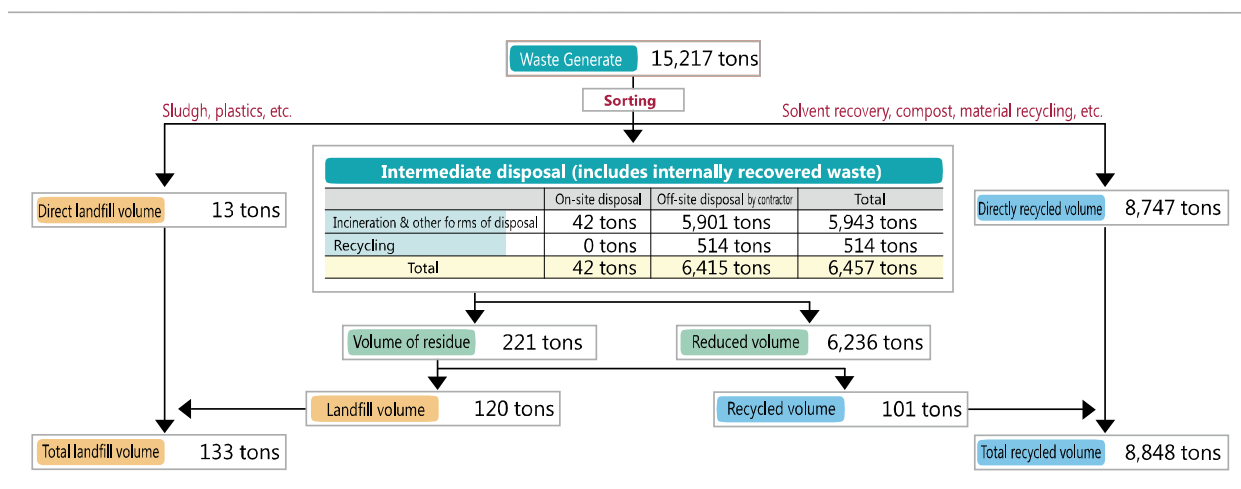 Waste Generate 15,217 tons
Sorting
Sludgh, plastics, etc.
Solvent recovery, compost, material recycling, etc.
Intermediate disposal (includes internally recovered waste)
On-site disposal Off-site disposal by contractor Total
Incineration & other forms of disposal 42 tons 5,901 tons 5,943 tons
Recycling 0 tons 514 tons 514 tons
Total 42 tons 6,415 tons 6,457 tons
Direct landfill volume 13 tons
Directly recycled volume 8,747 tons
Volume of residue 221 tons
Reduced volume 6,236 tons
Landfill volume 120 tons
Recycled volume 101 tons
Total landfill volume 133 tons
Total recycled volume 8,848 tons